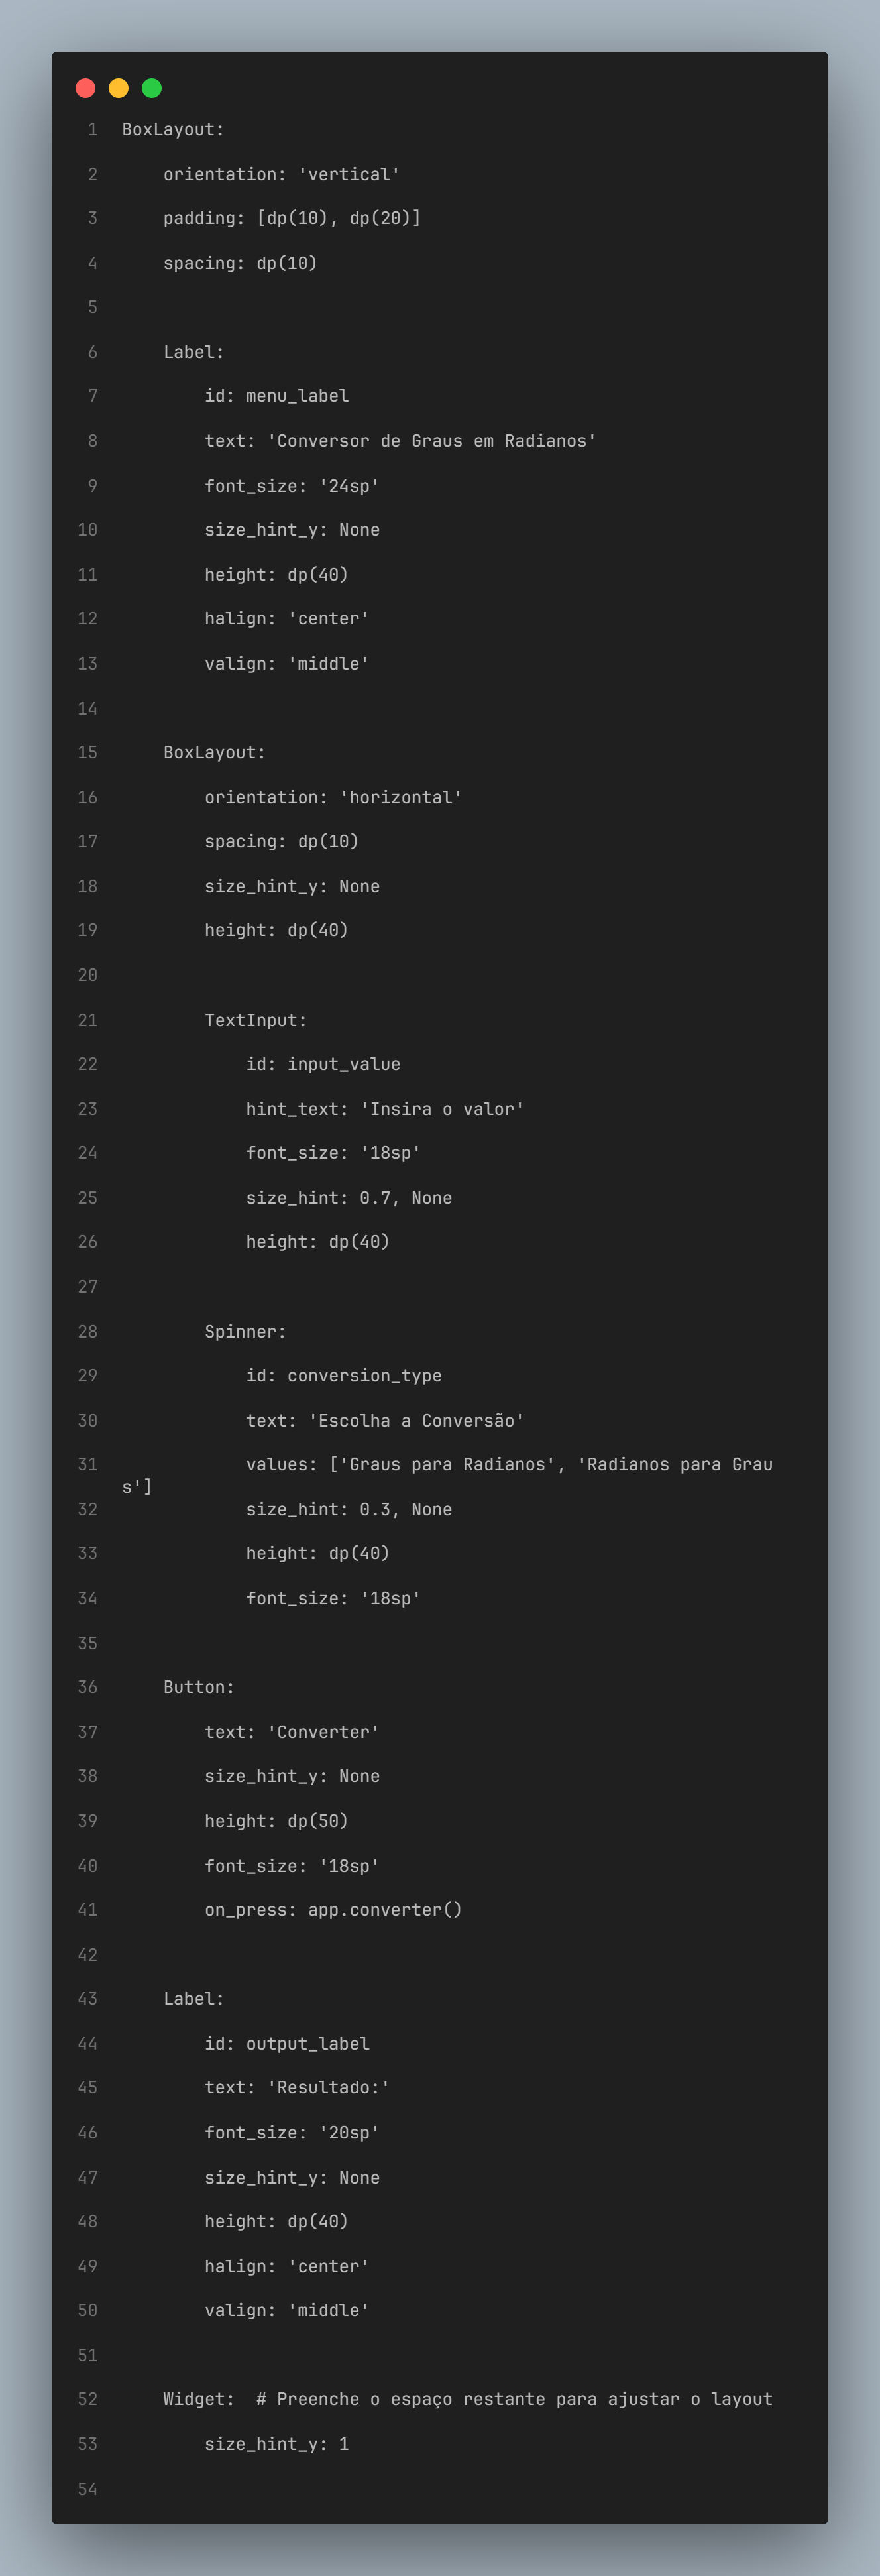 1 BoxLayout:
2     orientation: 'vertical'
3     padding: [dp(10), dp(20)]
4     spacing: dp(10)
5
6     Label:
7         id: menu_label
8         text: 'Conversor de Graus em Radianos'
9         font_size: '24sp'
10         size_hint_y: None
11         height: dp(40)
12         halign: 'center'
13         valign: 'middle'
14
15     BoxLayout:
16         orientation: 'horizontal'
17         spacing: dp(10)
18         size_hint_y: None
19         height: dp(40)
20
21         TextInput:
22             id: input_value
23             hint_text: 'Insira o valor'
24             font_size: '18sp'
25             size_hint: 0.7, None
26             height: dp(40)
27
28         Spinner:
29             id: conversion_type
30             text: 'Escolha a Conversão'
31             values: ['Graus para Radianos', 'Radianos para Grau
s']
32             size_hint: 0.3, None
33             height: dp(40)
34             font_size: '18sp'
35
36     Button:
37         text: 'Converter'
38         size_hint_y: None
39         height: dp(50)
40         font_size: '18sp'
41         on_press: app.converter()
42
43     Label:
44         id: output_label
45         text: 'Resultado:'
46         font_size: '20sp'
47         size_hint_y: None
48         height: dp(40)
49         halign: 'center'
50         valign: 'middle'
51
52     Widget:  # Preenche o espaço restante para ajustar o layout
53         size_hint_y: 1
54